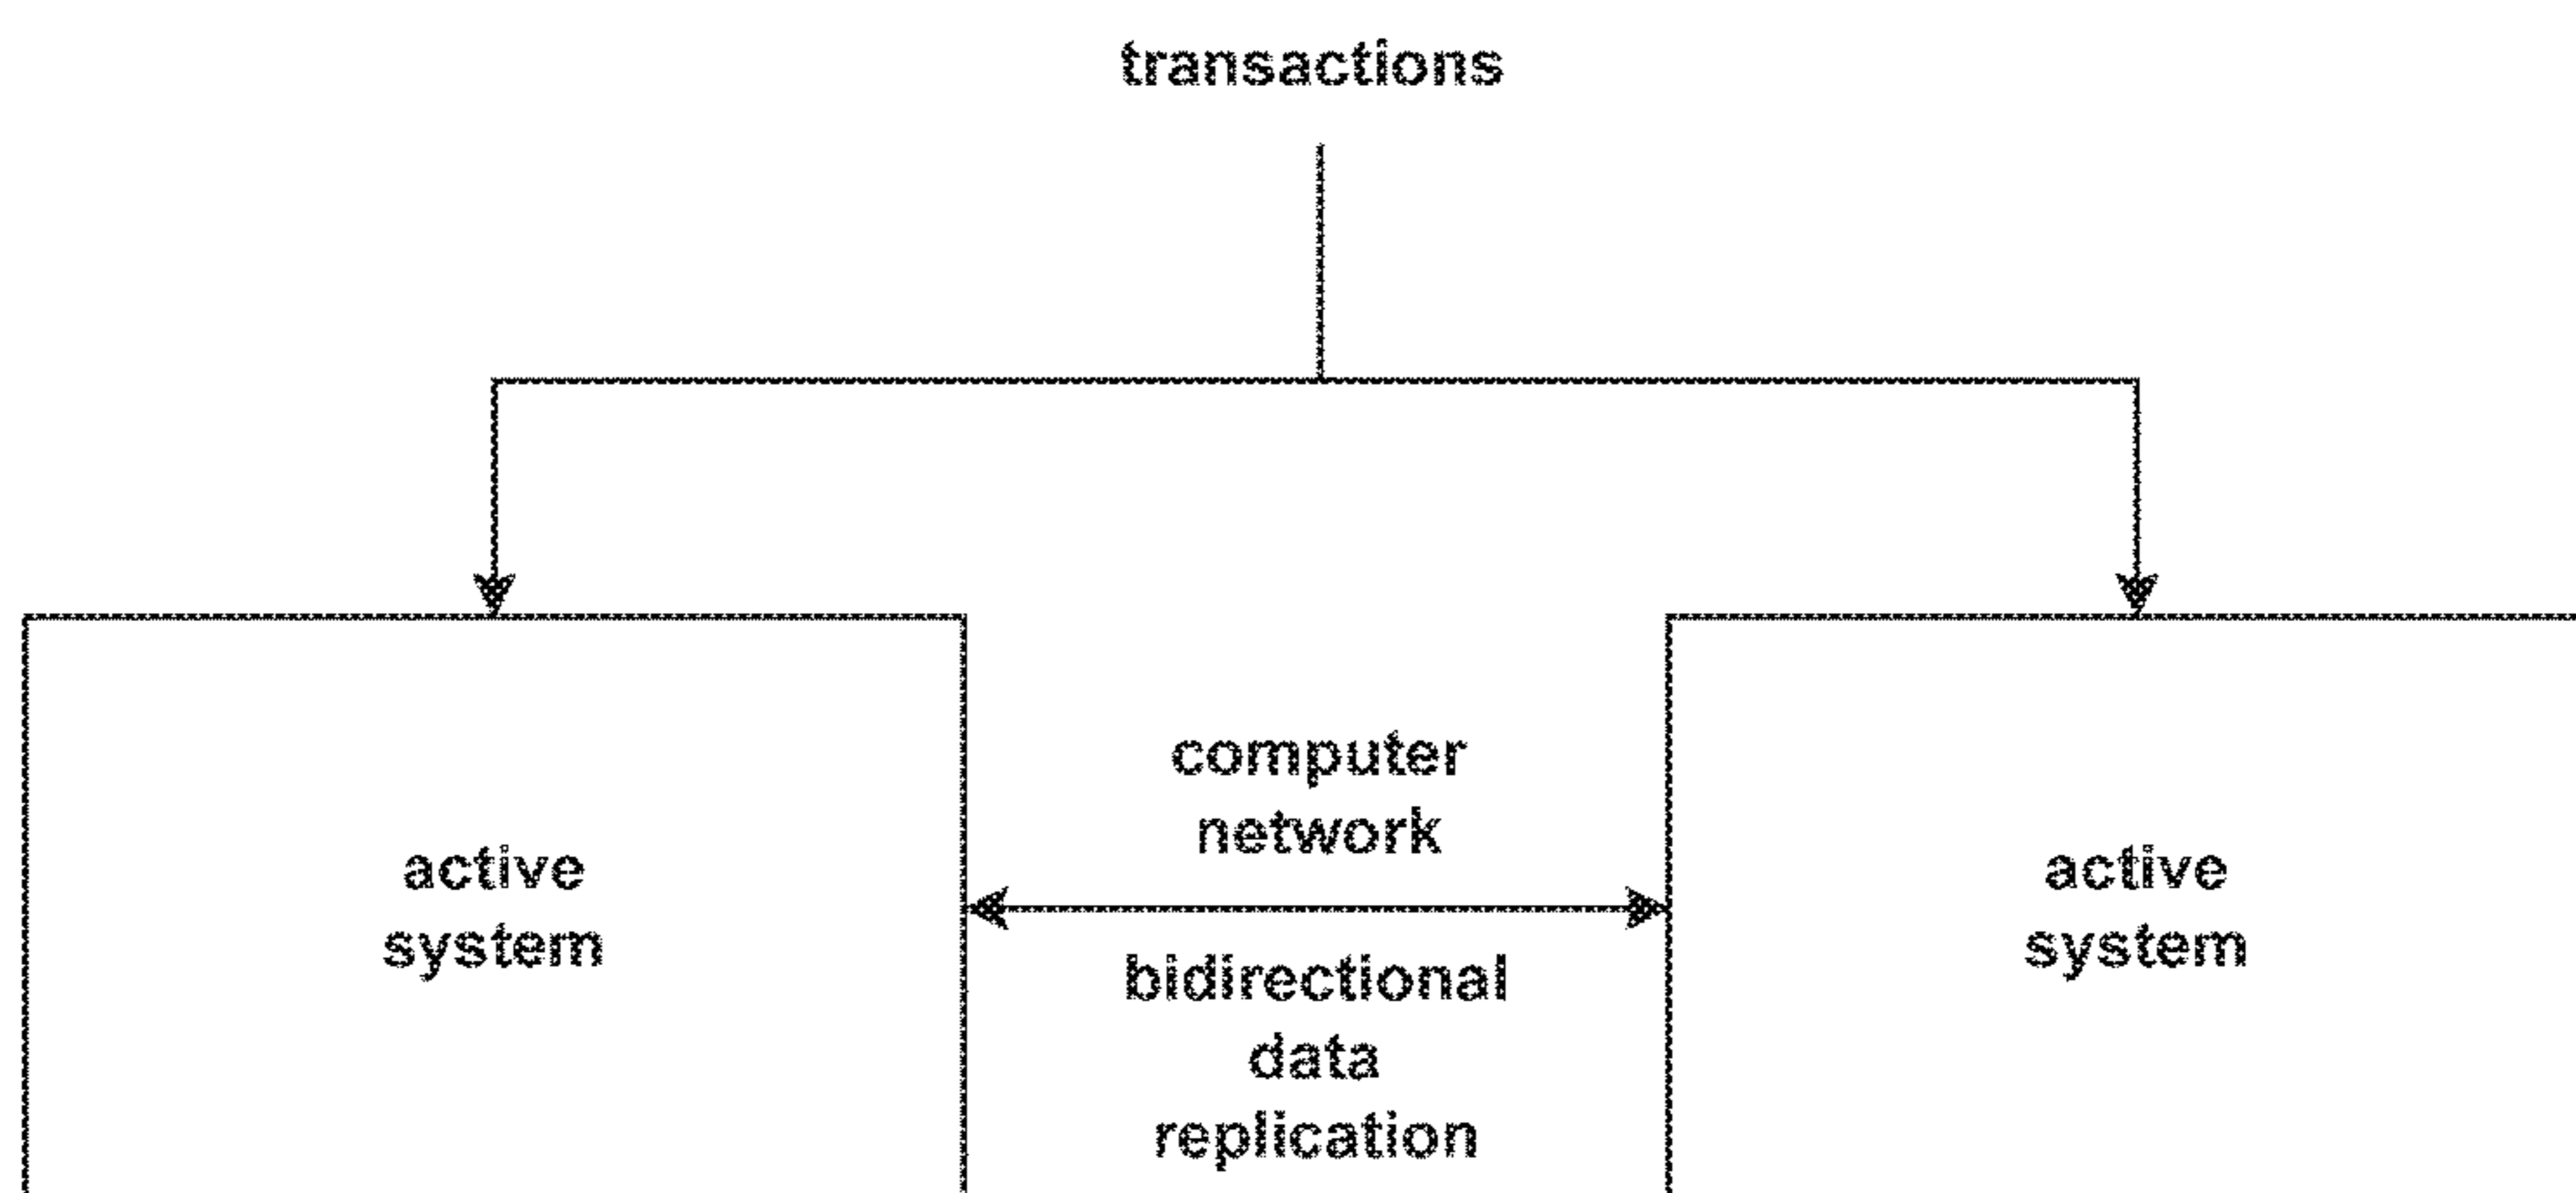 transactions
computer
network
active
system
active
system
bidirectional
data
replication